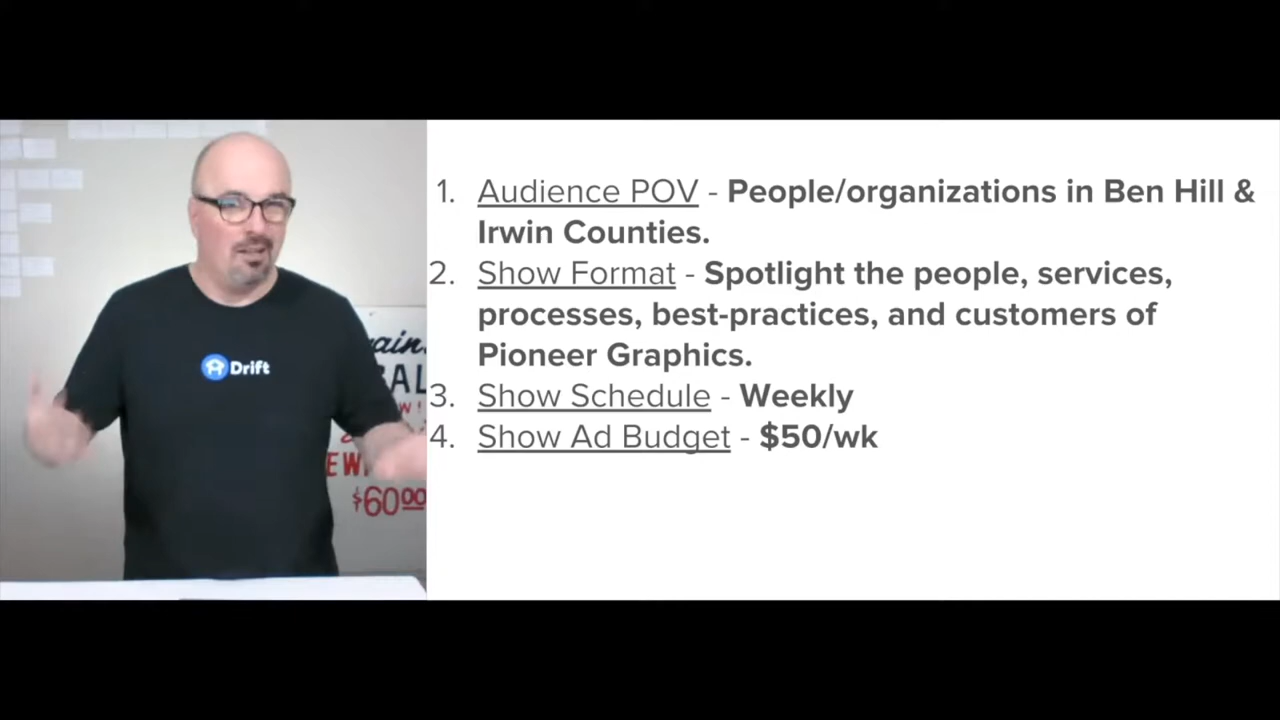 1. Audience POV - People/organizations in Ben Hill &
Irwin Counties.
2. Show Format - Spotlight the people, services,
processes, best-practices, and customers of
Pioneer Graphics.
3. Show Schedule - Weekly
4. Show Ad Budget - $50/wk
Drift
$6000